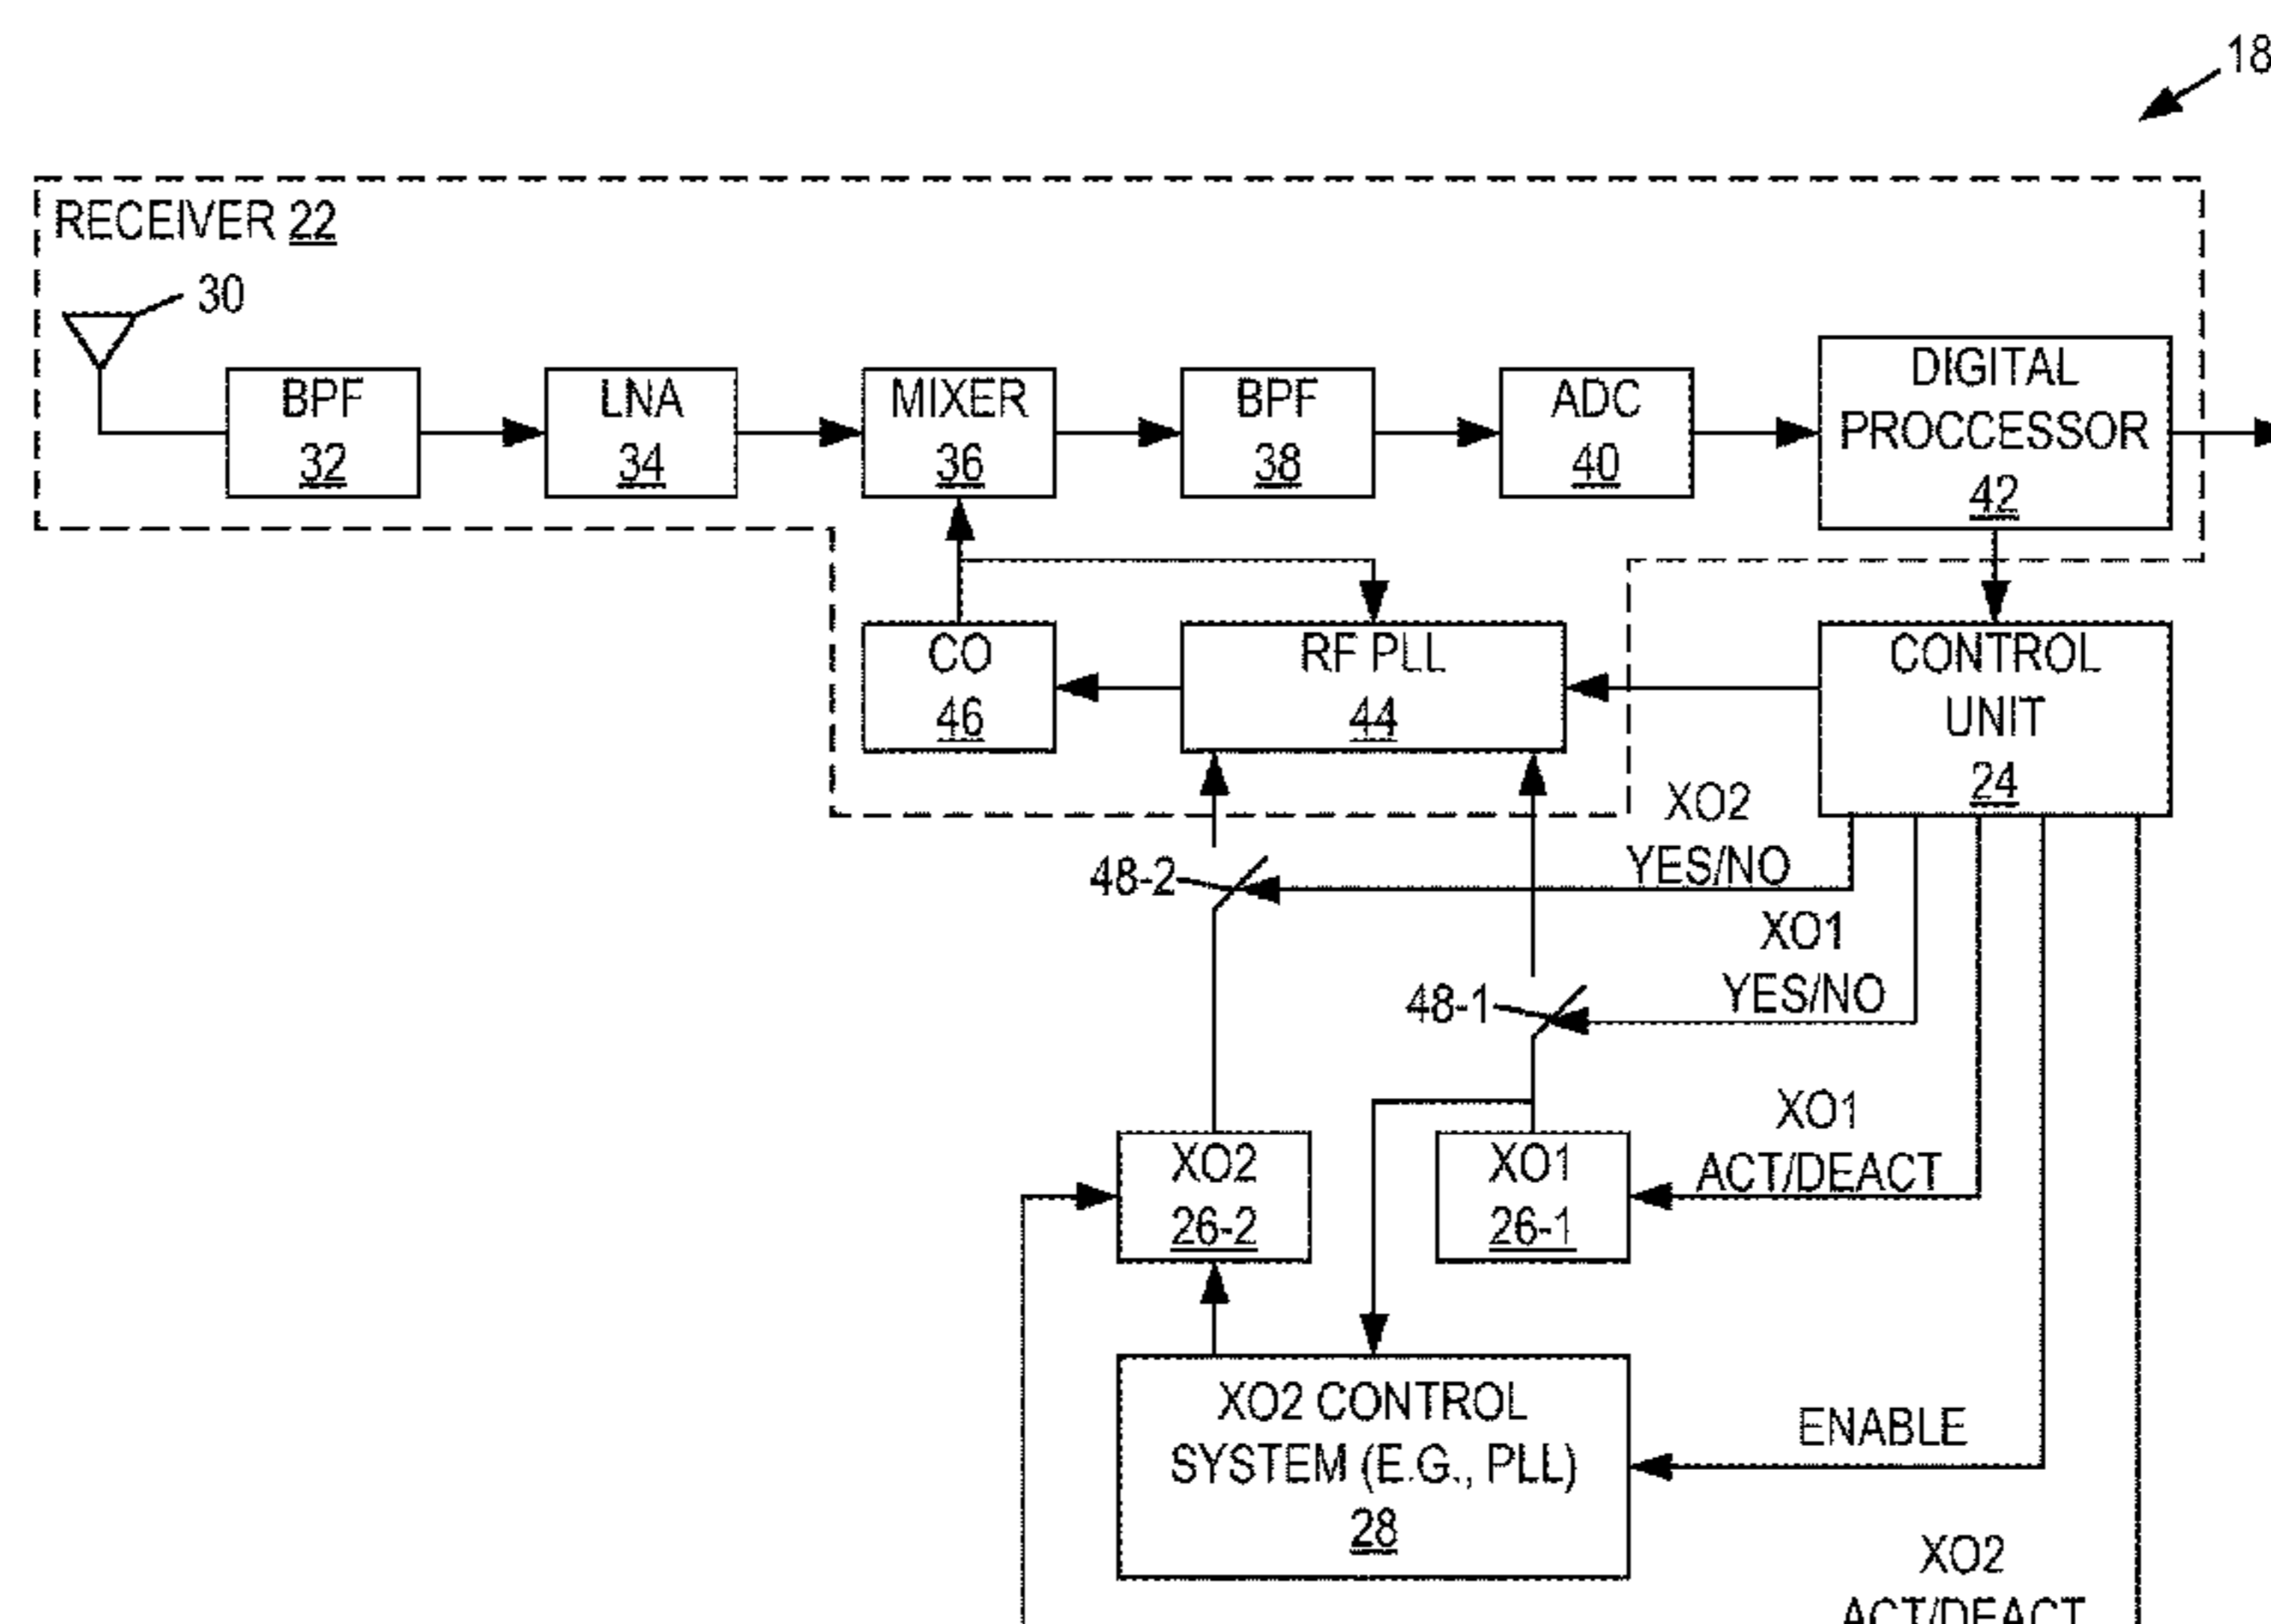 18
RECEIVER 22
30
BPF
32
LNA
34
MIXER
36
BPF
38
ADC
40
DIGITAL
PROCCESSOR
42
CO
46
RF PLL
44
CONTROL
UNIT
24
XO2
YES/NO
48-2
XO1
YES/NO
48-1
XO1
ACT/DEACT
XO2
26-2
XO1
26-1
XO2 CONTROL
SYSTEM (E.G., PLL)
28
ENABLE
XO2
ACT/DEACT